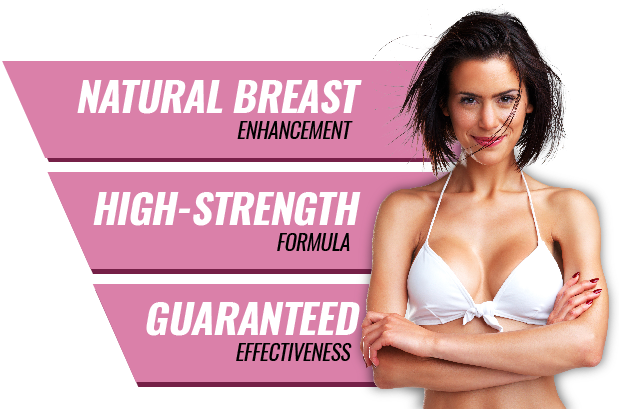 NATURAL BREAST
ENHANCEMENT
HIGH-STRENGTH
FORMULA
GUARANTEED
EFFECTIVENESS